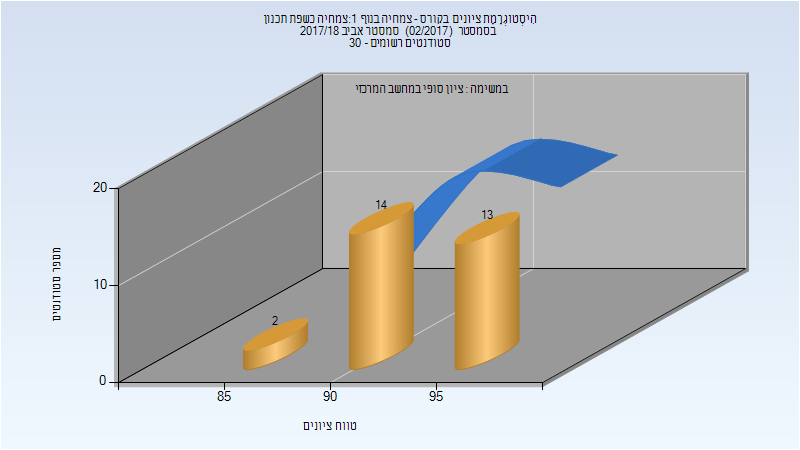 היסטוגרמת ציונים בקורס - צמחיה בנוף 1:צמחיה כשפת תכנון
בסמסטר (02/2017) סמסטר אביב 2017/18
סטודנטים רשומים - 30
במשימה : ציון סופי במחשב המרכזי
20
10
0
מספר סטודנטים
2
14
13
85
90
95
טווח ציונים